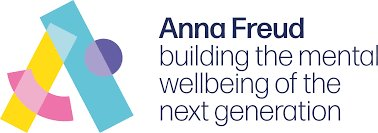 Anna Freud
building the mental
wellbeing of the
next generation